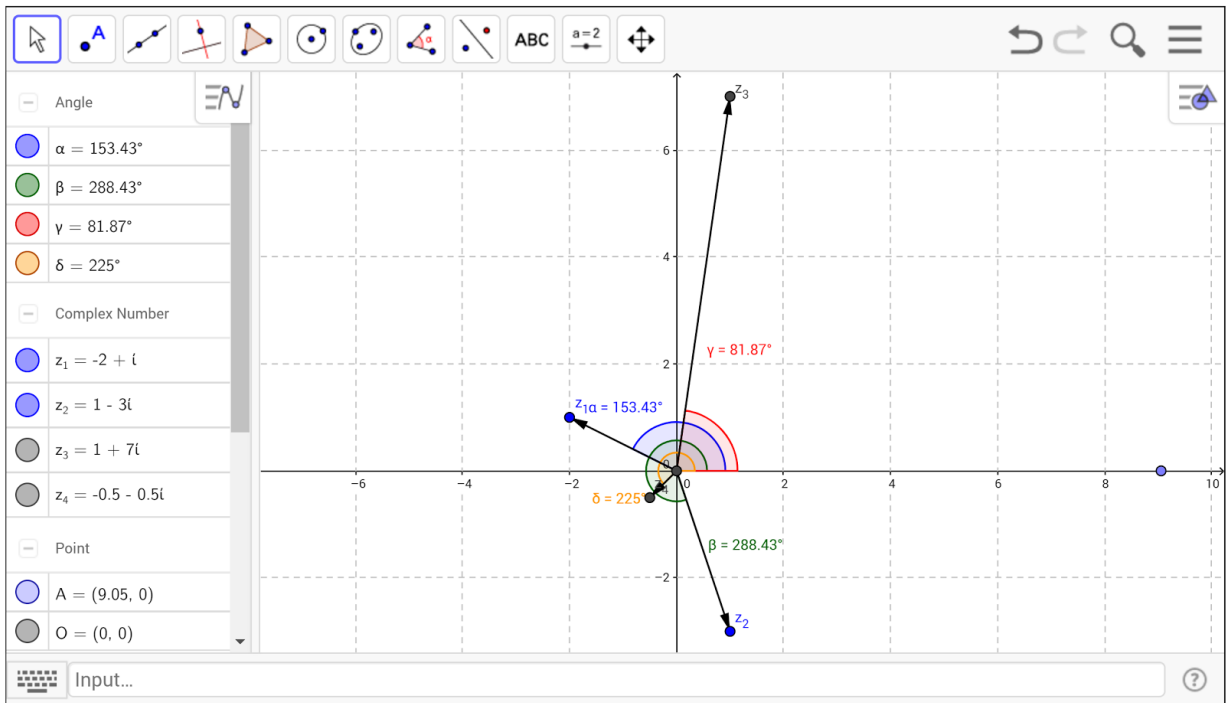 A
ABC
a = 2
Angle
α = 153.43°
β = 288.43°
γ = 81.87°
δ = 225°
Complex Number
z₁ = -2 + ί
z₂ = 1 - 3ί
z₃ = 1 + 7ί
z₄ = -0.5 - 0.5ί
Point
A = (9.05, 0)
O = (0, 0)
z₃
6
4
γ = 81.87°
2
z₁
α = 153.43°
0
−6
−4
−2
0
2
4
6
8
10
δ = 225°
β = 288.43°
−2
z₂
Input…
?